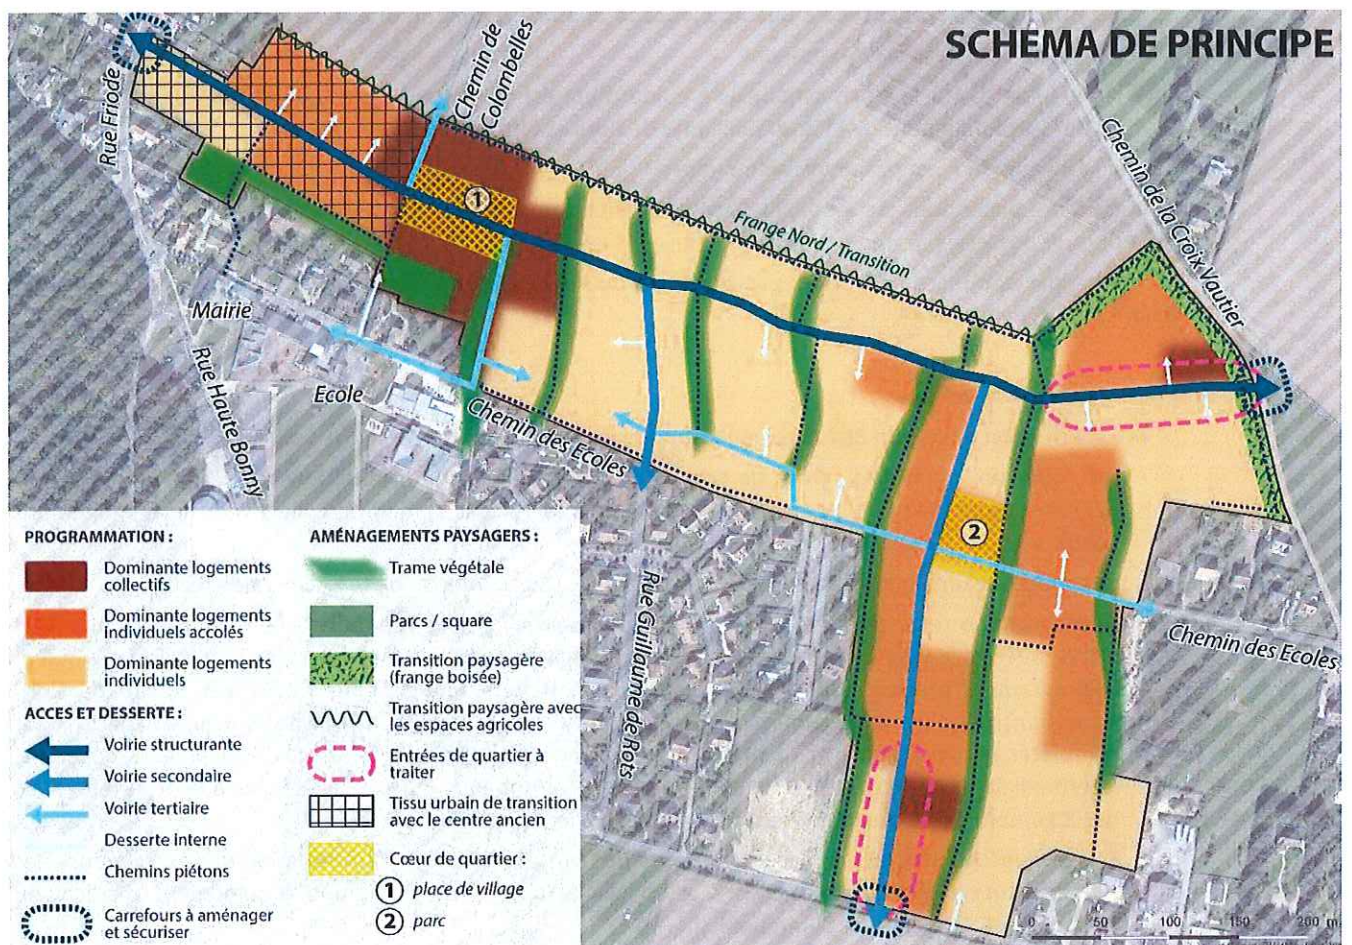 SCHEMA DE PRINCIPE
Rue Friode
Chemin de
Colombelles
Chemin de la Croix Vautier
1
Frange Nord / Transition
Mairie
Rue Haute Bonny
Ecole
Chemin des Ecoles
2
Rue Guillaume de Rots
Chemin des Ecoles
PROGRAMMATION :
Dominante logements
collectifs
Dominante logements
individuels accolés
Dominante logements
individuels
ACCES ET DESSERTE :
Voirie structurante
Voirie secondaire
Voirie tertiaire
Desserte interne
Chemins piétons
Carrefours à aménager
et sécuriser
AMÉNAGEMENTS PAYSAGERS :
Trame végétale
Parcs / square
Transition paysagère
(frange boisée)
Transition paysagère avec
les espaces agricoles
Entrées de quartier à
traiter
Tissu urbain de transition
avec le centre ancien
Cœur de quartier :
1 place de village
2 parc
0 50 100 150 200 m